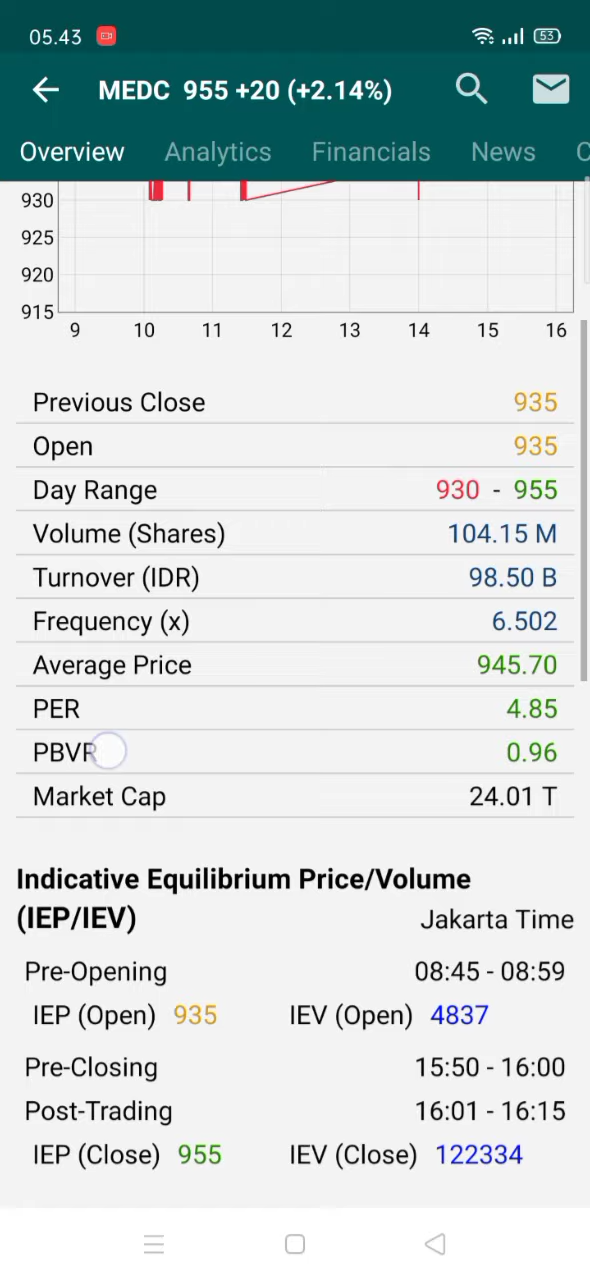 05.43
53
MEDC 955 +20 (+2.14%)
Overview Analytics Financials News C
930
925
920
915
9 10 11 12 13 14 15 16
Previous Close 935
Open 935
Day Range 930 - 955
Volume (Shares) 104.15 M
Turnover (IDR) 98.50 B
Frequency (x) 6.502
Average Price 945.70
PER 4.85
PBVR 0.96
Market Cap 24.01 T
Indicative Equilibrium Price/Volume
(IEP/IEV) Jakarta Time
Pre-Opening 08:45 - 08:59
IEP (Open) 935 IEV (Open) 4837
Pre-Closing 15:50 - 16:00
Post-Trading 16:01 - 16:15
IEP (Close) 955 IEV (Close) 122334